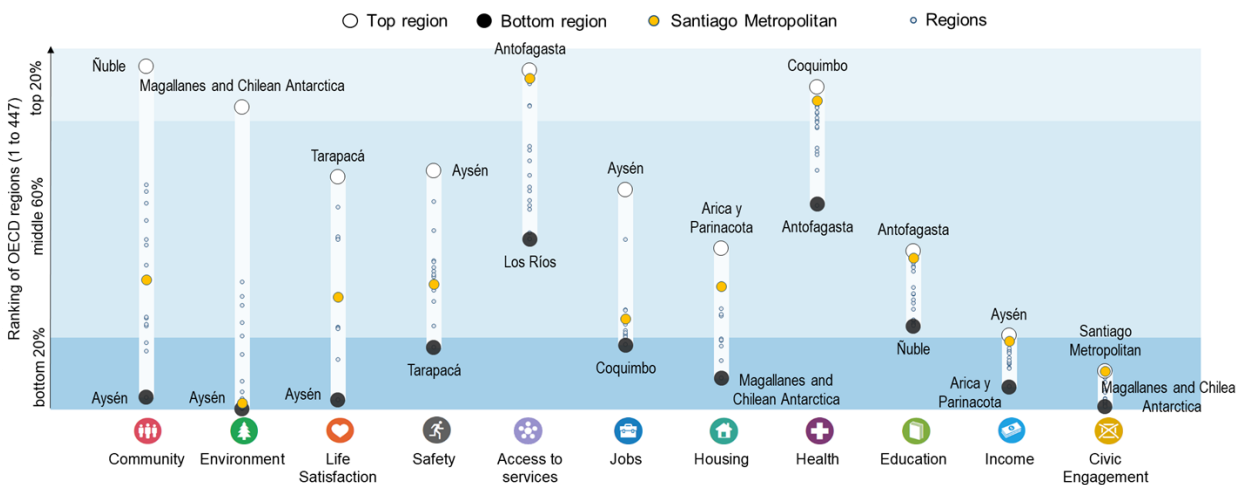 Top region
Bottom region
Santiago Metropolitan
Regions
Ranking of OECD regions (1 to 447)
top 20%
middle 60%
bottom 20%
Ñuble
Aysén
Magallanes and Chilean Antarctica
Aysén
Tarapacá
Aysén
Aysén
Tarapacá
Antofagasta
Los Ríos
Aysén
Coquimbo
Arica y
Parinacota
Magallanes and
Chilean Antarctica
Coquimbo
Antofagasta
Antofagasta
Ñuble
Aysén
Arica y
Parinacota
Santiago
Metropolitan
Magallanes and Chilea
Antarctica
Community
Environment
Life
Satisfaction
Safety
Access to
services
Jobs
Housing
Health
Education
Income
Civic
Engagement